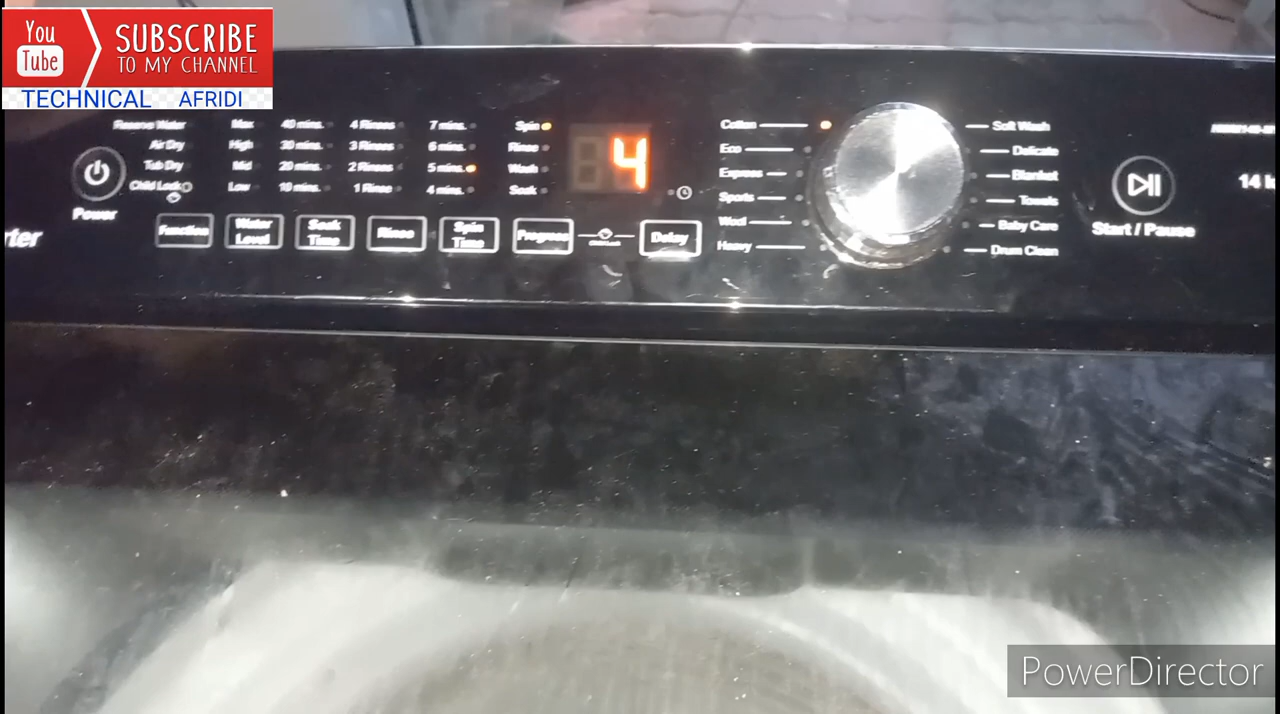 You
Tube
SUBSCRIBE
TO MY CHANNEL
TECHNICAL AFRIDI
Reserve Water Max 40 mins. 4 Rinses 7 mins. Spin
Air Dry High 30 mins. 3 Rinses 6 mins. Rinse
Tub Dry Mid 20 mins. 2 Rinses 5 mins. Wash
Child Lock Low 10 mins. 1 Rinse 4 mins. Soak
4
Power
Function
Water
Level
Soak
Time
Rinse
Spin
Time
Progress
Delay
Cotton
Eco
Express
Sports
Wool
Heavy
Soft Wash
Delicate
Blanket
Towels
Baby Care
Drum Clean
Start / Pause
14
rter
PowerDirector